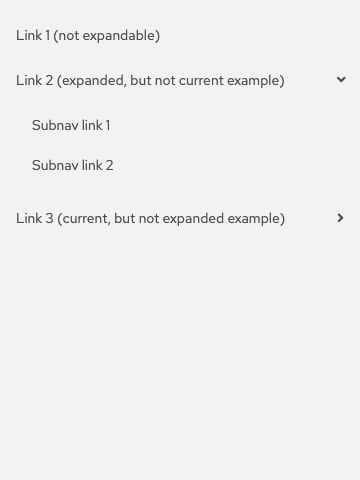 Link 1 (not expandable)
Link 2 (expanded, but not current example)
Subnav link 1
Subnav link 2
Link 3 (current, but not expanded example)